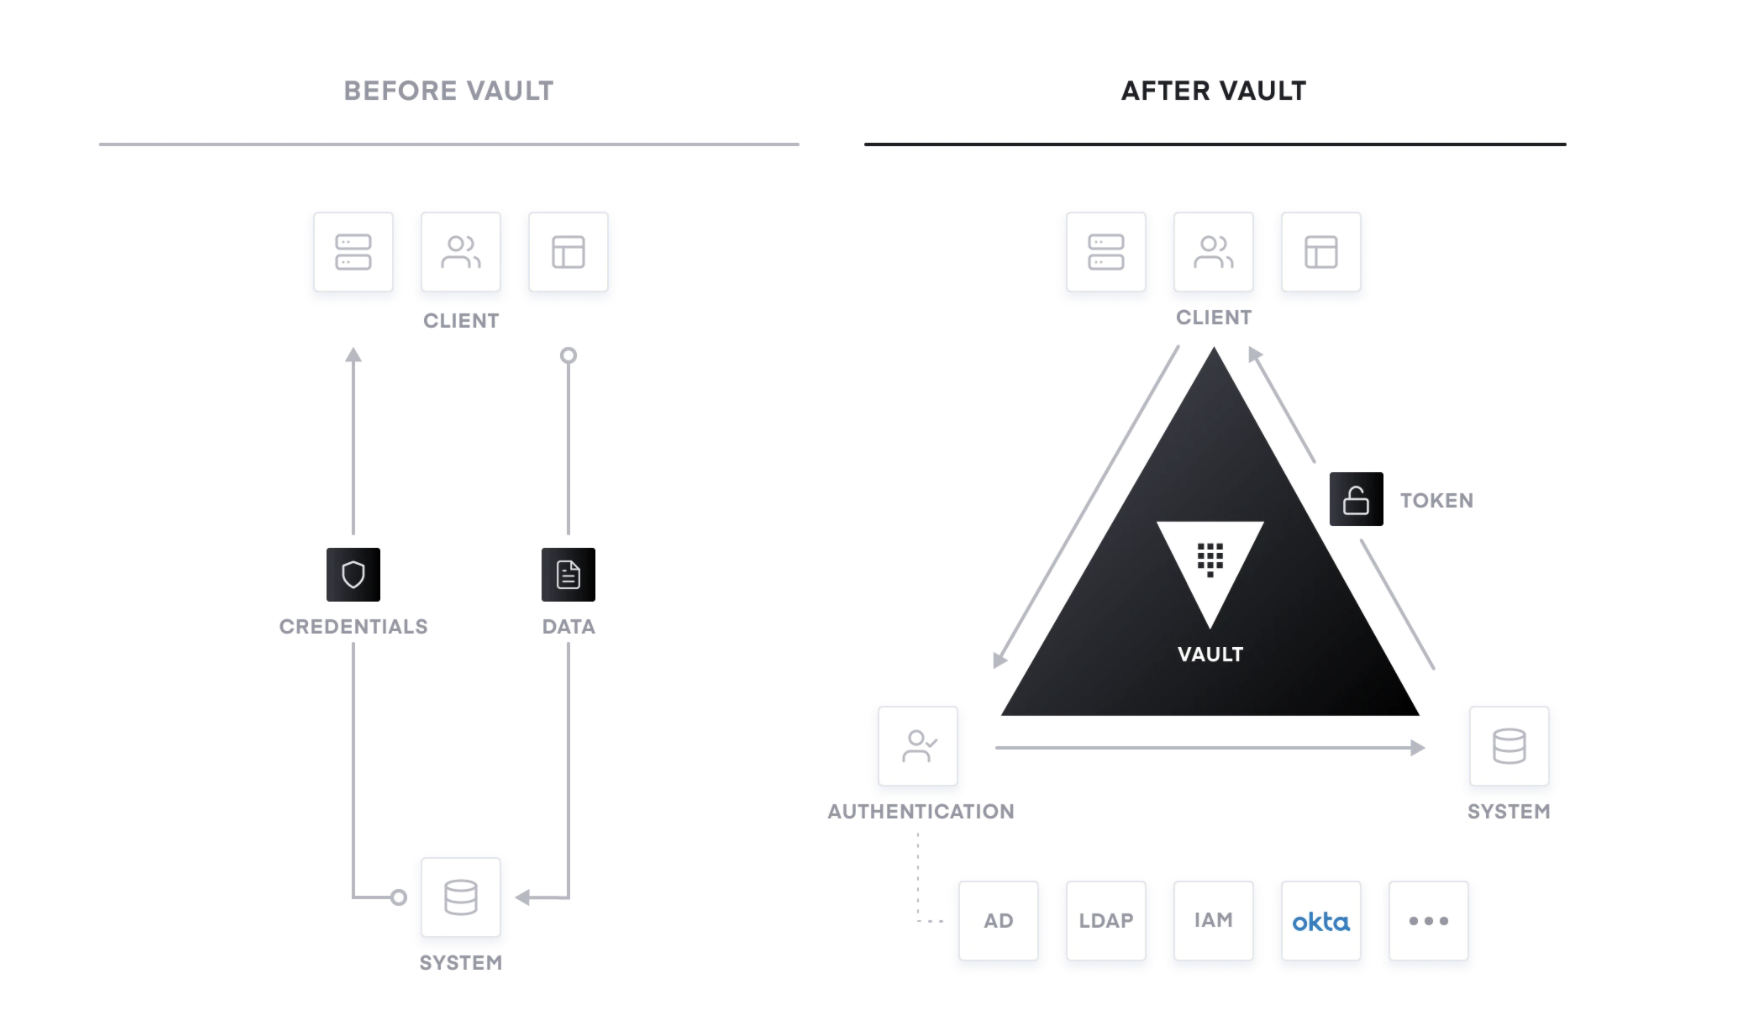 BEFORE VAULT
CLIENT
CREDENTIALS
DATA
SYSTEM
AFTER VAULT
CLIENT
TOKEN
VAULT
AUTHENTICATION
SYSTEM
AD
LDAP
IAM
okta